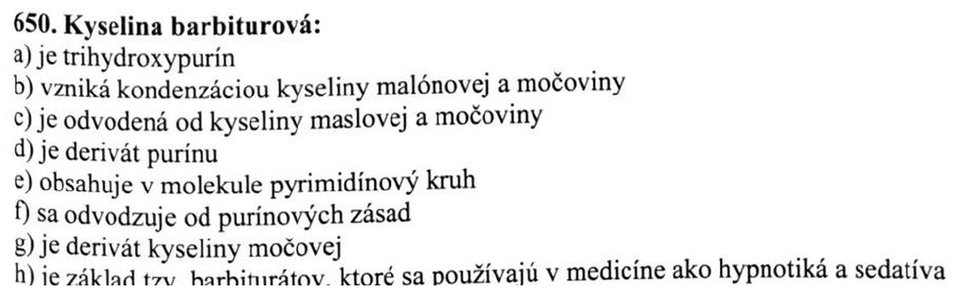 650. Kyselina barbiturová:
a) je trihydroxypurín
b) vzniká kondenzáciou kyseliny malónovej a močoviny
c) je odvodená od kyseliny maslovej a močoviny
d) je derivát purínu
e) obsahuje v molekule pyrimidínový kruh
f) sa odvodzuje od purínových zásad
g) je derivát kyseliny močovej
h) je základ tzv. barbiturátov, ktoré sa používajú v medicíne ako hypnotiká a sedatíva